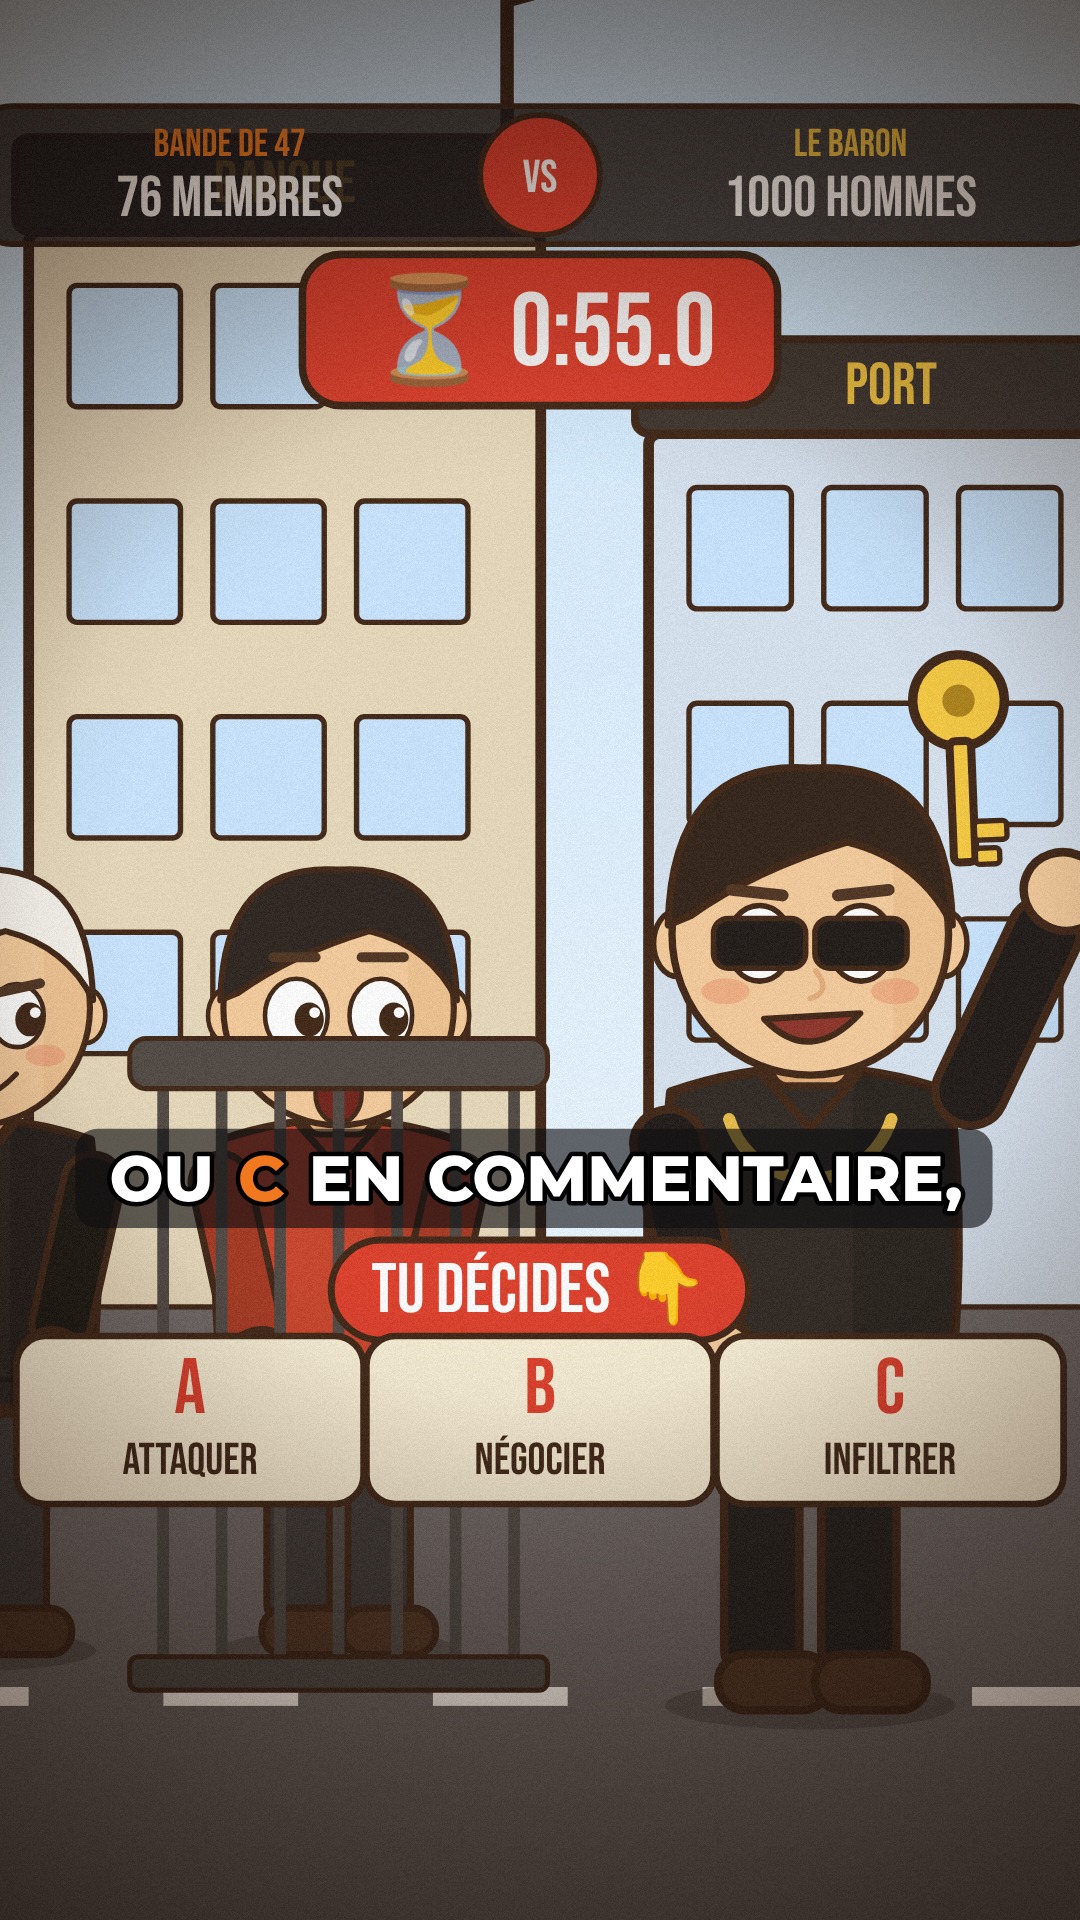 BANDE DE 47
76 MEMBRES
BANQUE
VS
LE BARON
1000 HOMMES
0:55.0
PORT
OU C EN COMMENTAIRE,
TU DÉCIDES
A
ATTAQUER
B
NÉGOCIER
C
INFILTRER